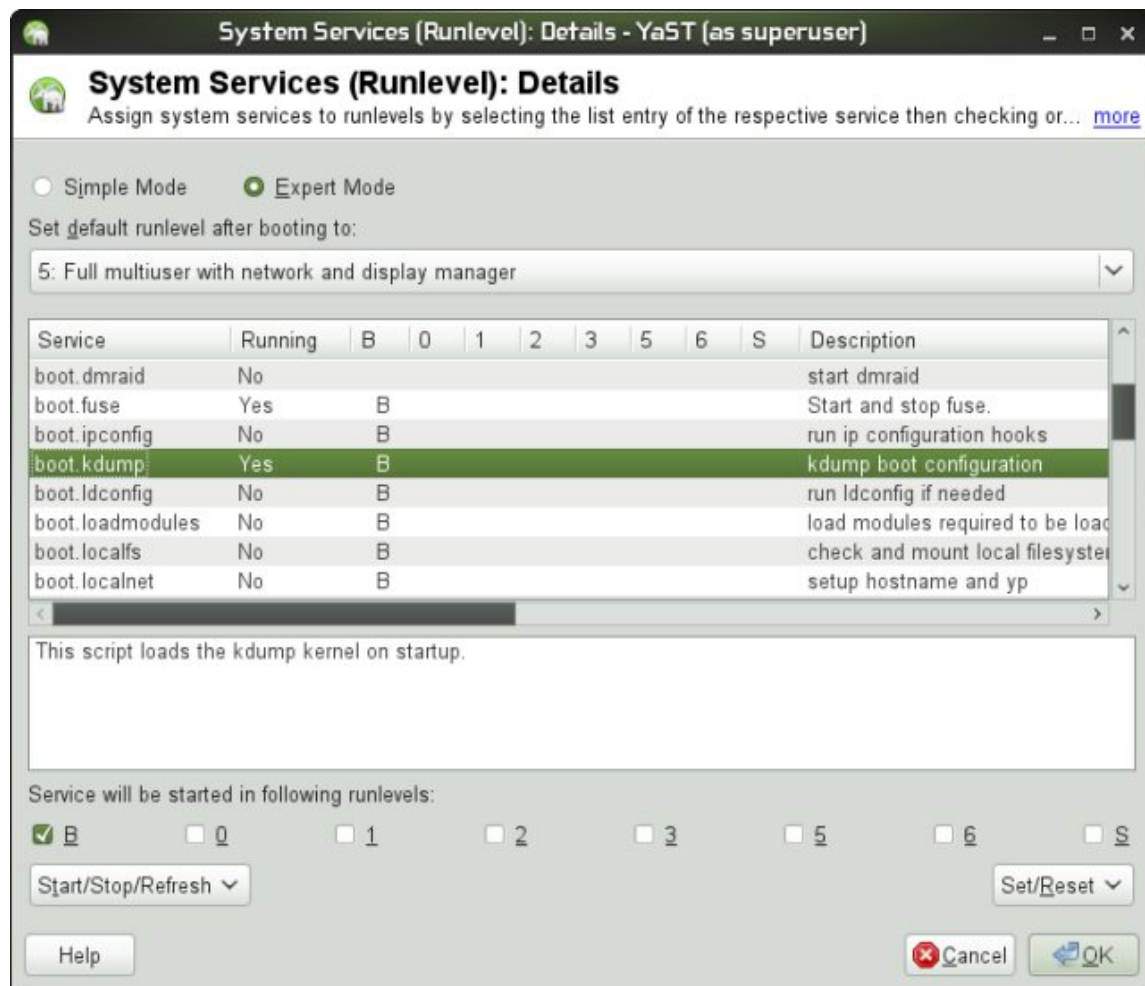 System Services (Runlevel): Details - YaST (as superuser)
System Services (Runlevel): Details
Assign system services to runlevels by selecting the list entry of the respective service then checking or... more
Simple Mode Expert Mode
Set default runlevel after booting to:
5: Full multiuser with network and display manager
Service Running B 0 1 2 3 5 6 S Description
boot.dmraid No start dmraid
boot.fuse Yes B Start and stop fuse.
boot.ipconfig No B run ip configuration hooks
boot.kdump Yes B kdump boot configuration
boot.ldconfig No B run ldconfig if needed
boot.loadmodules No B load modules required to be load
boot.localfs No B check and mount local filesyster
boot.localnet No B setup hostname and yp
This script loads the kdump kernel on startup.
Service will be started in following runlevels:
B 0 1 2 3 5 6 S
Start/Stop/Refresh Set/Reset
Help Cancel OK